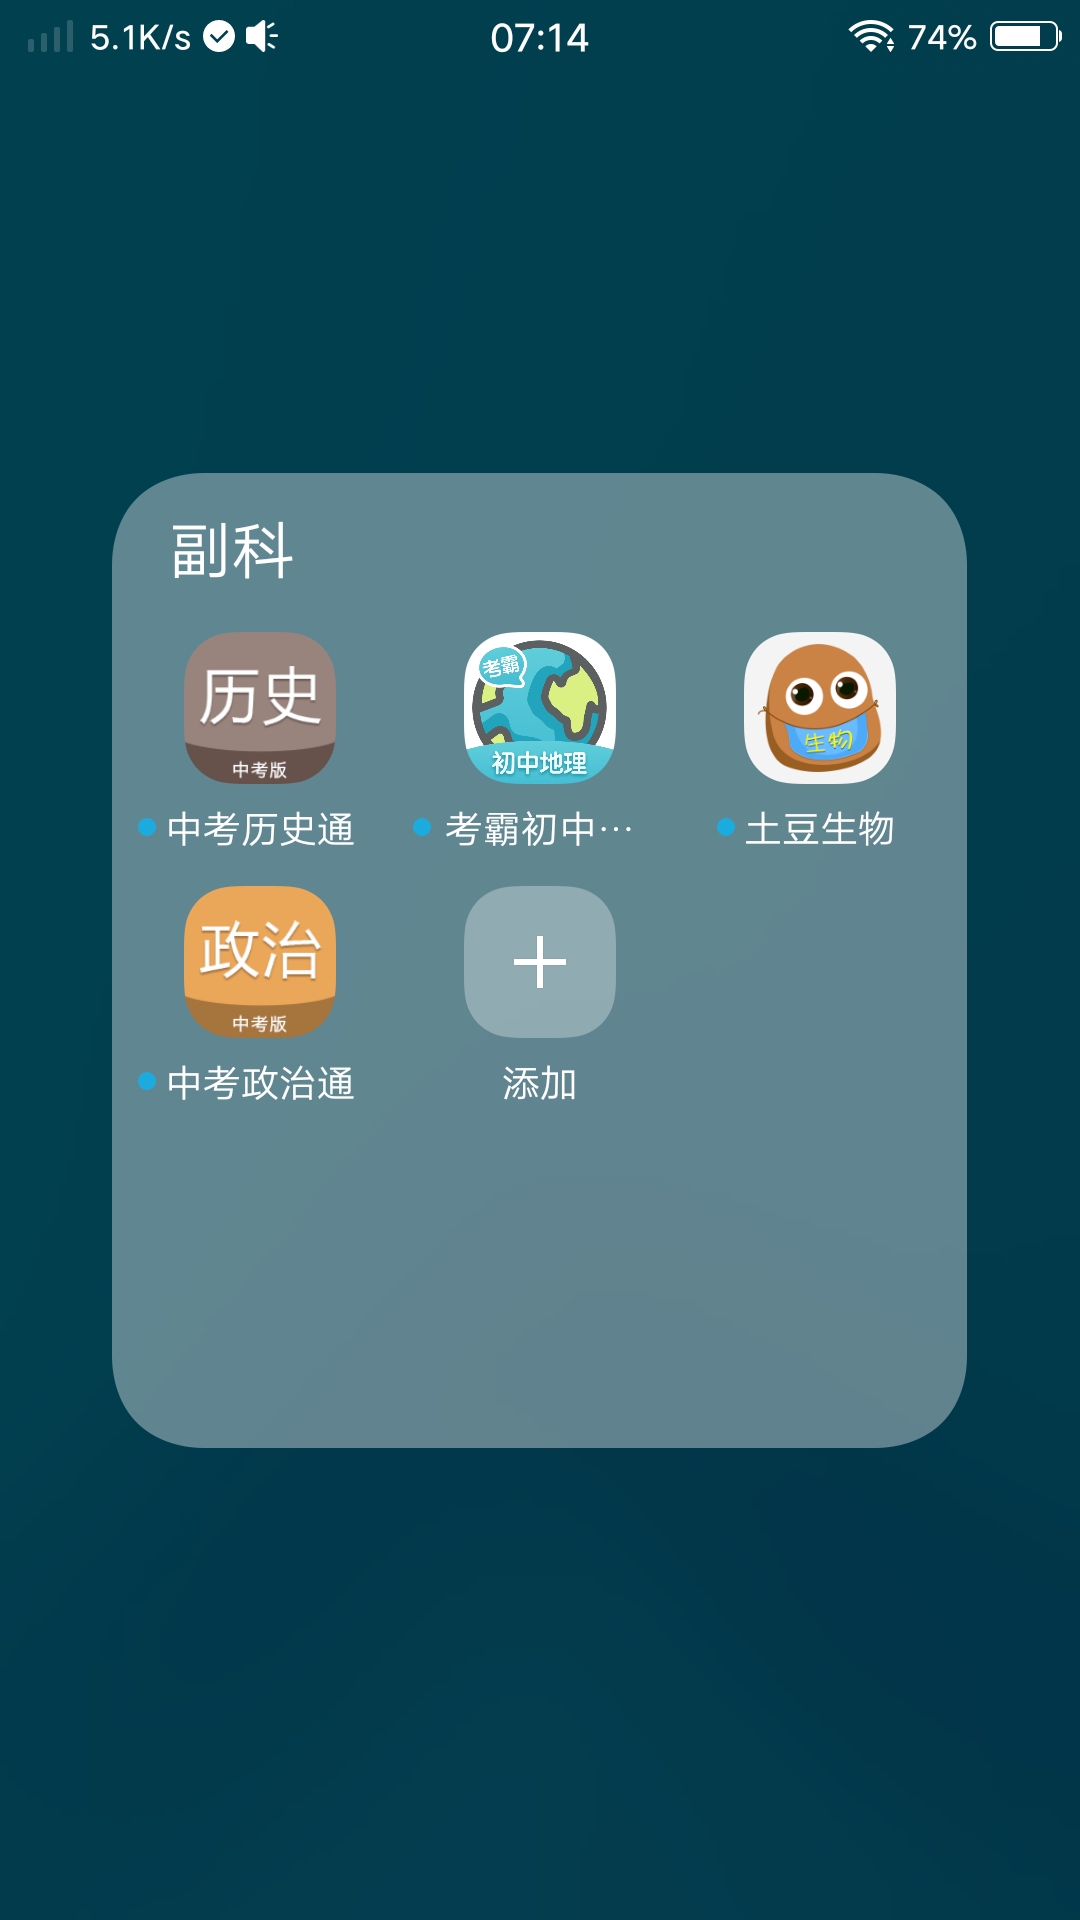 5.1K/s 07:14 74%
副科
历史
中考版
考霸
初中地理
生物
中考历史通 考霸初中… 土豆生物
政治
中考版
中考政治通 添加